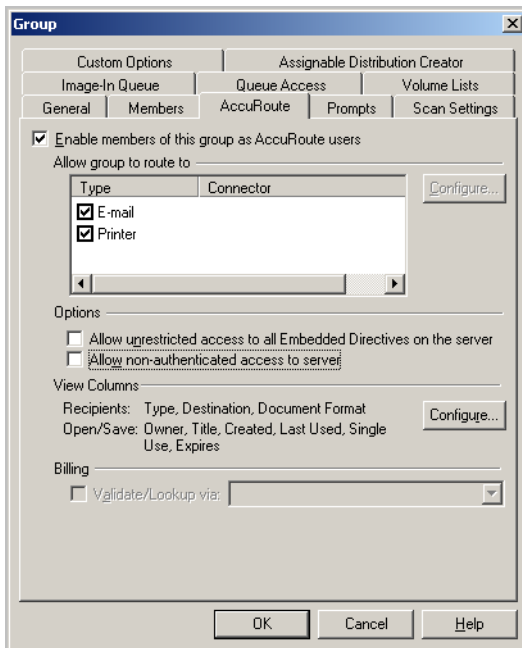 Group
Custom Options
Assignable Distribution Creator
Image-In Queue
Queue Access
Volume Lists
General
Members
AccuRoute
Prompts
Scan Settings
Enable members of this group as AccuRoute users
Allow group to route to
Type
Connector
Configure...
E-mail
Printer
Options
Allow unrestricted access to all Embedded Directives on the server
Allow non-authenticated access to server
View Columns
Recipients: Type, Destination, Document Format
Open/Save: Owner, Title, Created, Last Used, Single
Use, Expires
Configure...
Billing
Validate/Lookup via:
OK
Cancel
Help